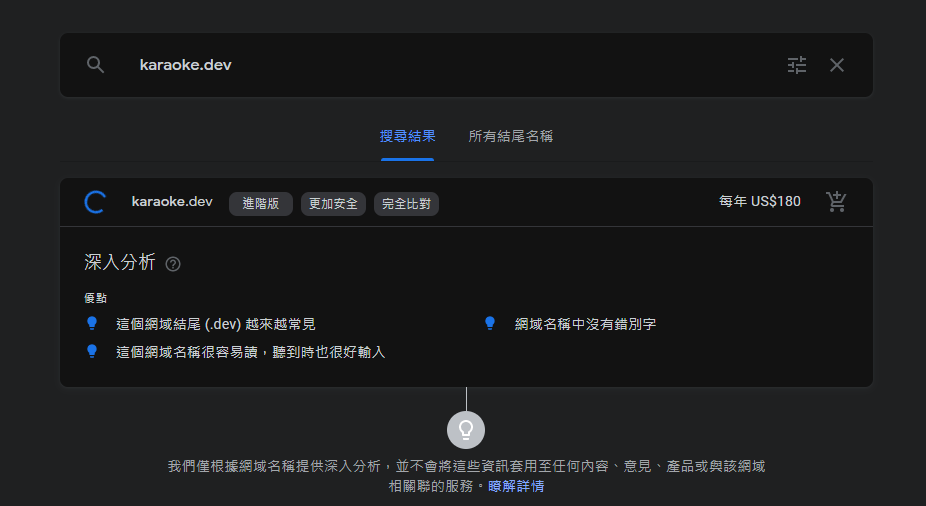 karaoke.dev
搜尋結果 所有結尾名稱
karaoke.dev 進階版 更加安全 完全比對 每年 US$180
深入分析
優點
這個網域結尾 (.dev) 越來越常見 網域名稱中沒有錯別字
這個網域名稱很容易讀，聽到時也很好輸入
我們僅根據網域名稱提供深入分析，並不會將這些資訊套用至任何內容、意見、產品或與該網域
相關聯的服務。瞭解詳情